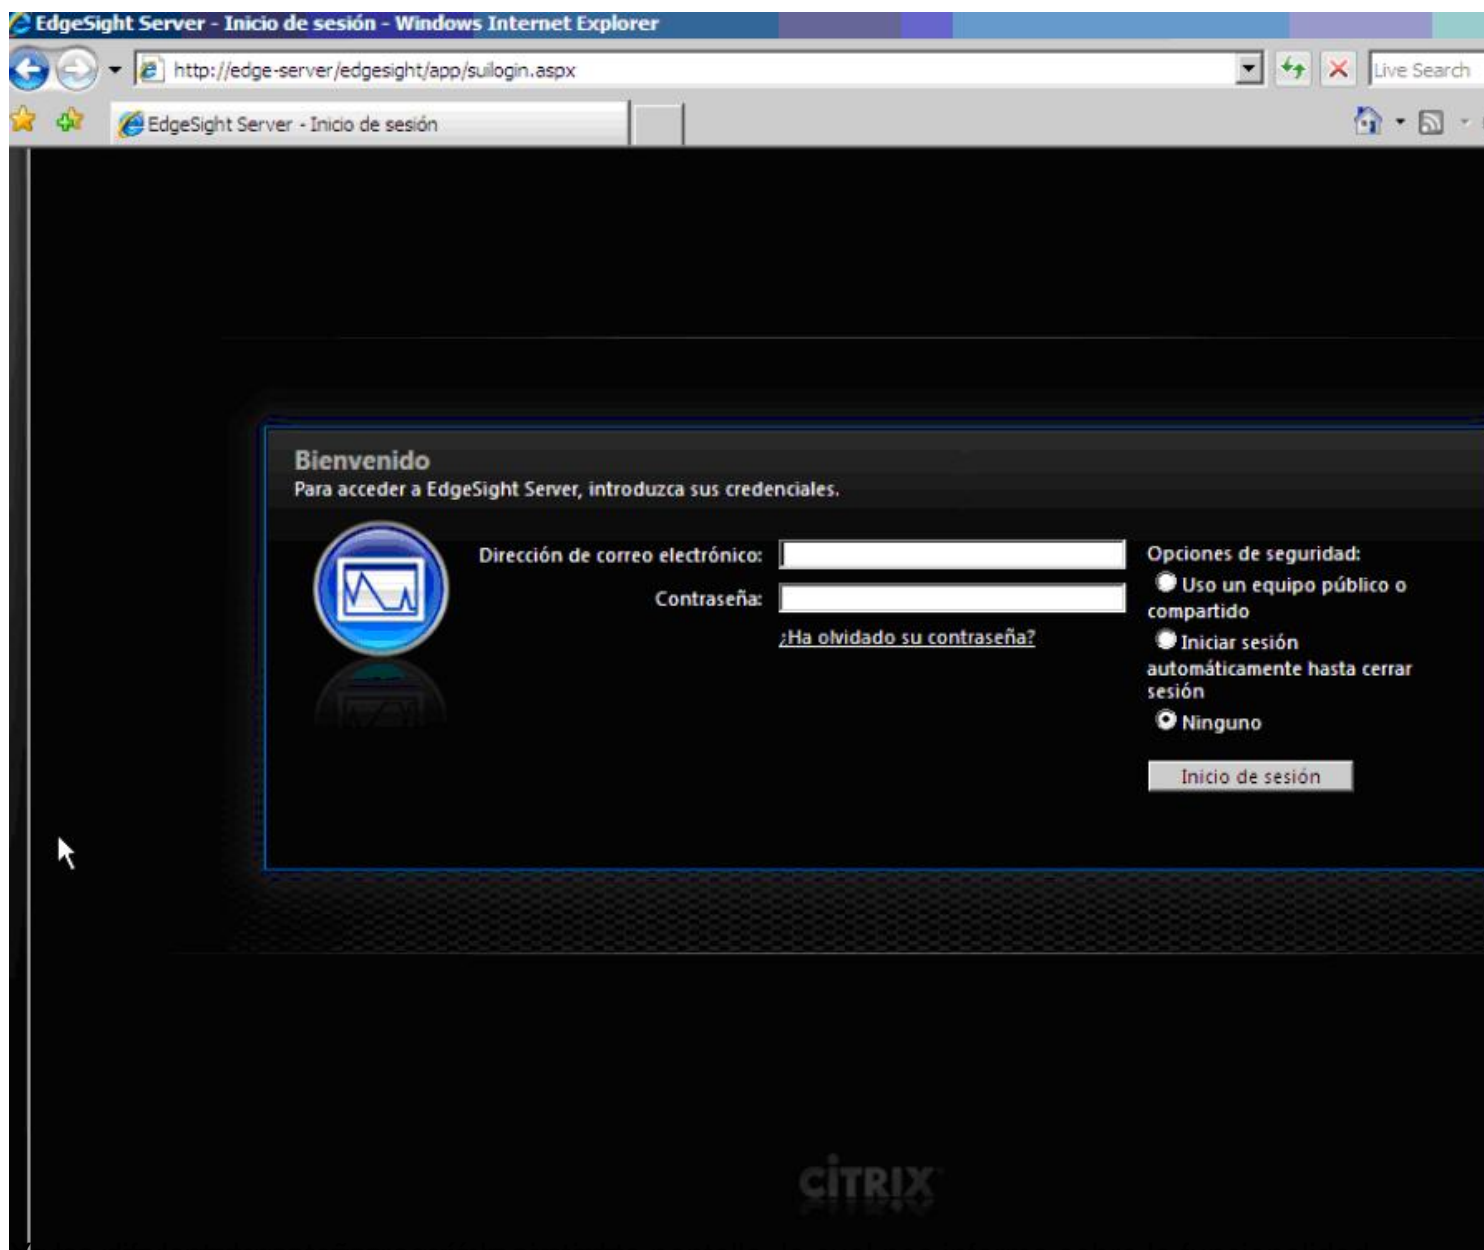 EdgeSight Server - Inicio de sesión - Windows Internet Explorer
http://edge-server/edgesight/app/suilogin.aspx
Live Search
EdgeSight Server - Inicio de sesión
Bienvenido
Para acceder a EdgeSight Server, introduzca sus credenciales.
Dirección de correo electrónico:
Contraseña:
¿Ha olvidado su contraseña?
Opciones de seguridad:
Uso un equipo público o
compartido
Iniciar sesión
automáticamente hasta cerrar
sesión
Ninguno
Inicio de sesión
CITRIX